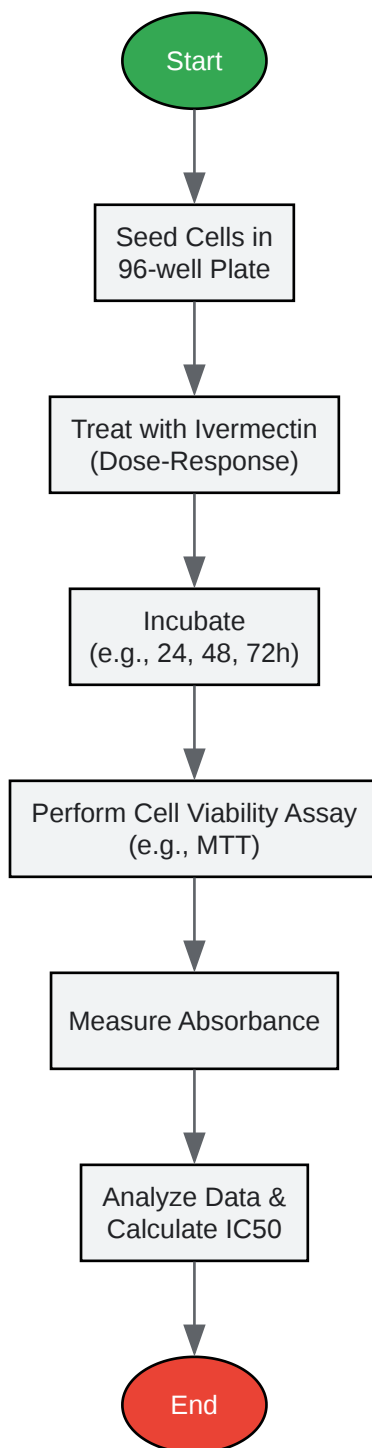 Start
Seed Cells in
96-well Plate
Treat with Ivermectin
(Dose-Response)
Incubate
(e.g., 24, 48, 72h)
Perform Cell Viability Assay
(e.g., MTT)
Measure Absorbance
Analyze Data &
Calculate IC50
End